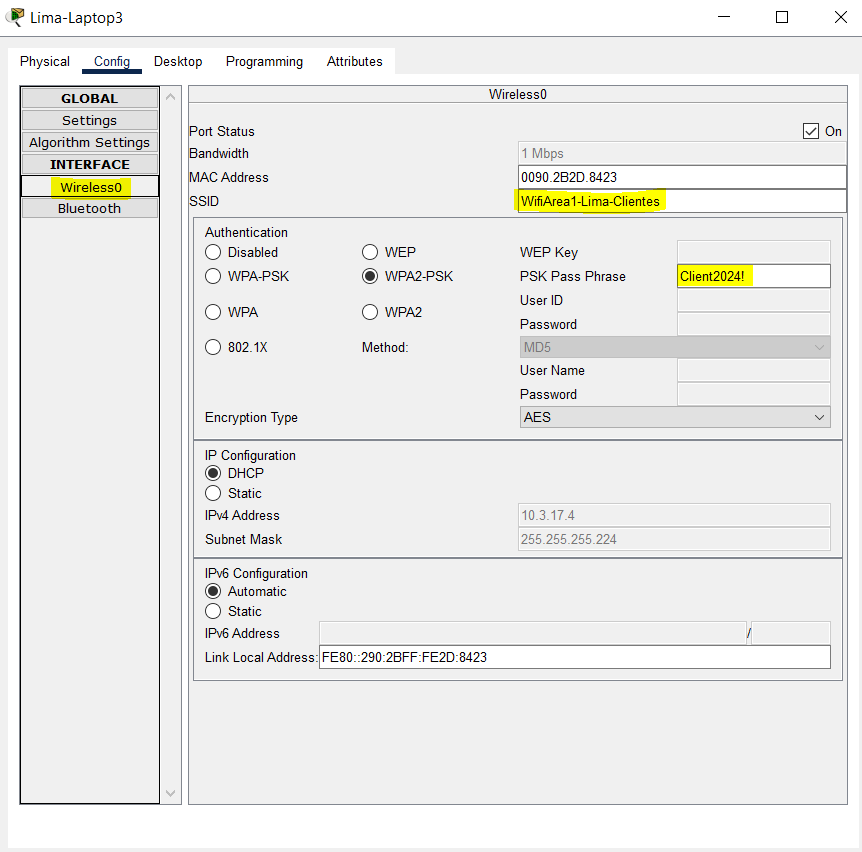 Lima-Laptop3
Physical Config Desktop Programming Attributes
GLOBAL
Settings
Algorithm Settings
INTERFACE
Wireless0
Bluetooth
Wireless0
Port Status On
Bandwidth 1 Mbps
MAC Address 0090.2B2D.8423
SSID WifiArea1-Lima-Clientes
Authentication
Disabled WEP WEP Key
WPA-PSK WPA2-PSK PSK Pass Phrase Client2024!
User ID
WPA WPA2
Password
802.1X Method: MD5
User Name
Password
Encryption Type AES
IP Configuration
DHCP
Static
IPv4 Address 10.3.17.4
Subnet Mask 255.255.255.224
IPv6 Configuration
Automatic
Static
IPv6 Address /
Link Local Address: FE80::290:2BFF:FE2D:8423